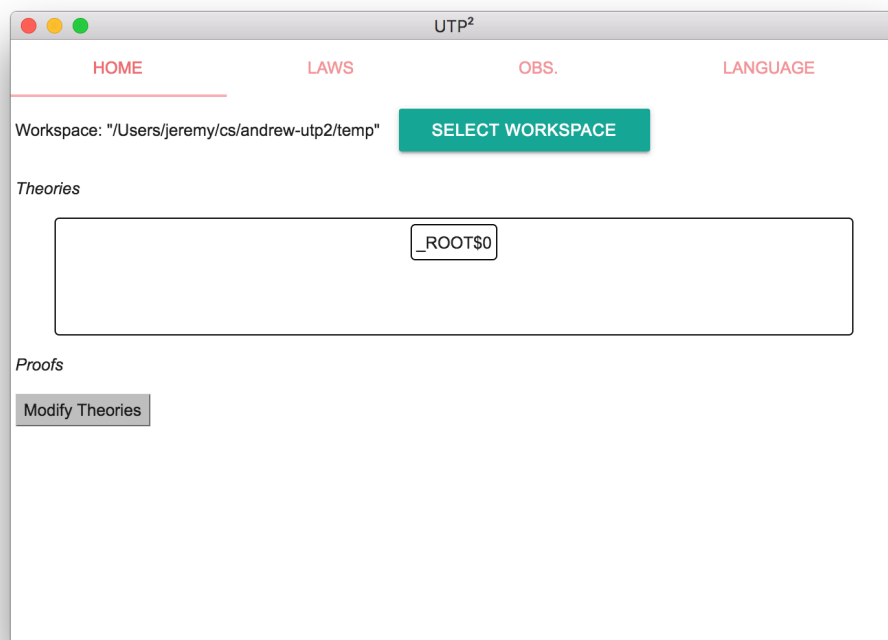 UTP²
HOME LAWS OBS. LANGUAGE
Workspace: "/Users/jeremy/cs/andrew-utp2/temp" SELECT WORKSPACE
Theories
_ROOT$0
Proofs
Modify Theories